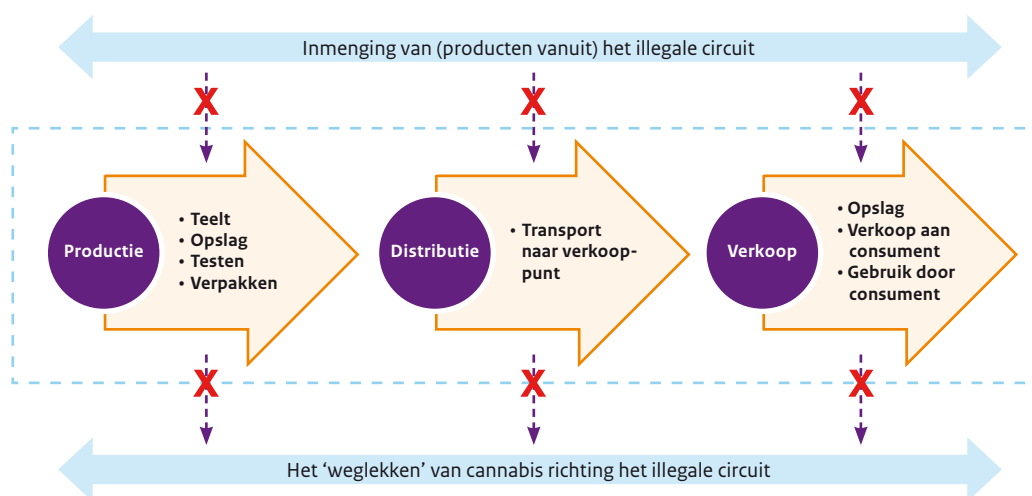 Inmenging van (producten vanuit) het illegale circuit
X
X
X
Productie
• Teelt
• Opslag
• Testen
• Verpakken
Distributie
• Transport
naar verkoop-
punt
Verkoop
• Opslag
• Verkoop aan
consument
• Gebruik door
consument
X
X
X
Het ‘weglekken’ van cannabis richting het illegale circuit